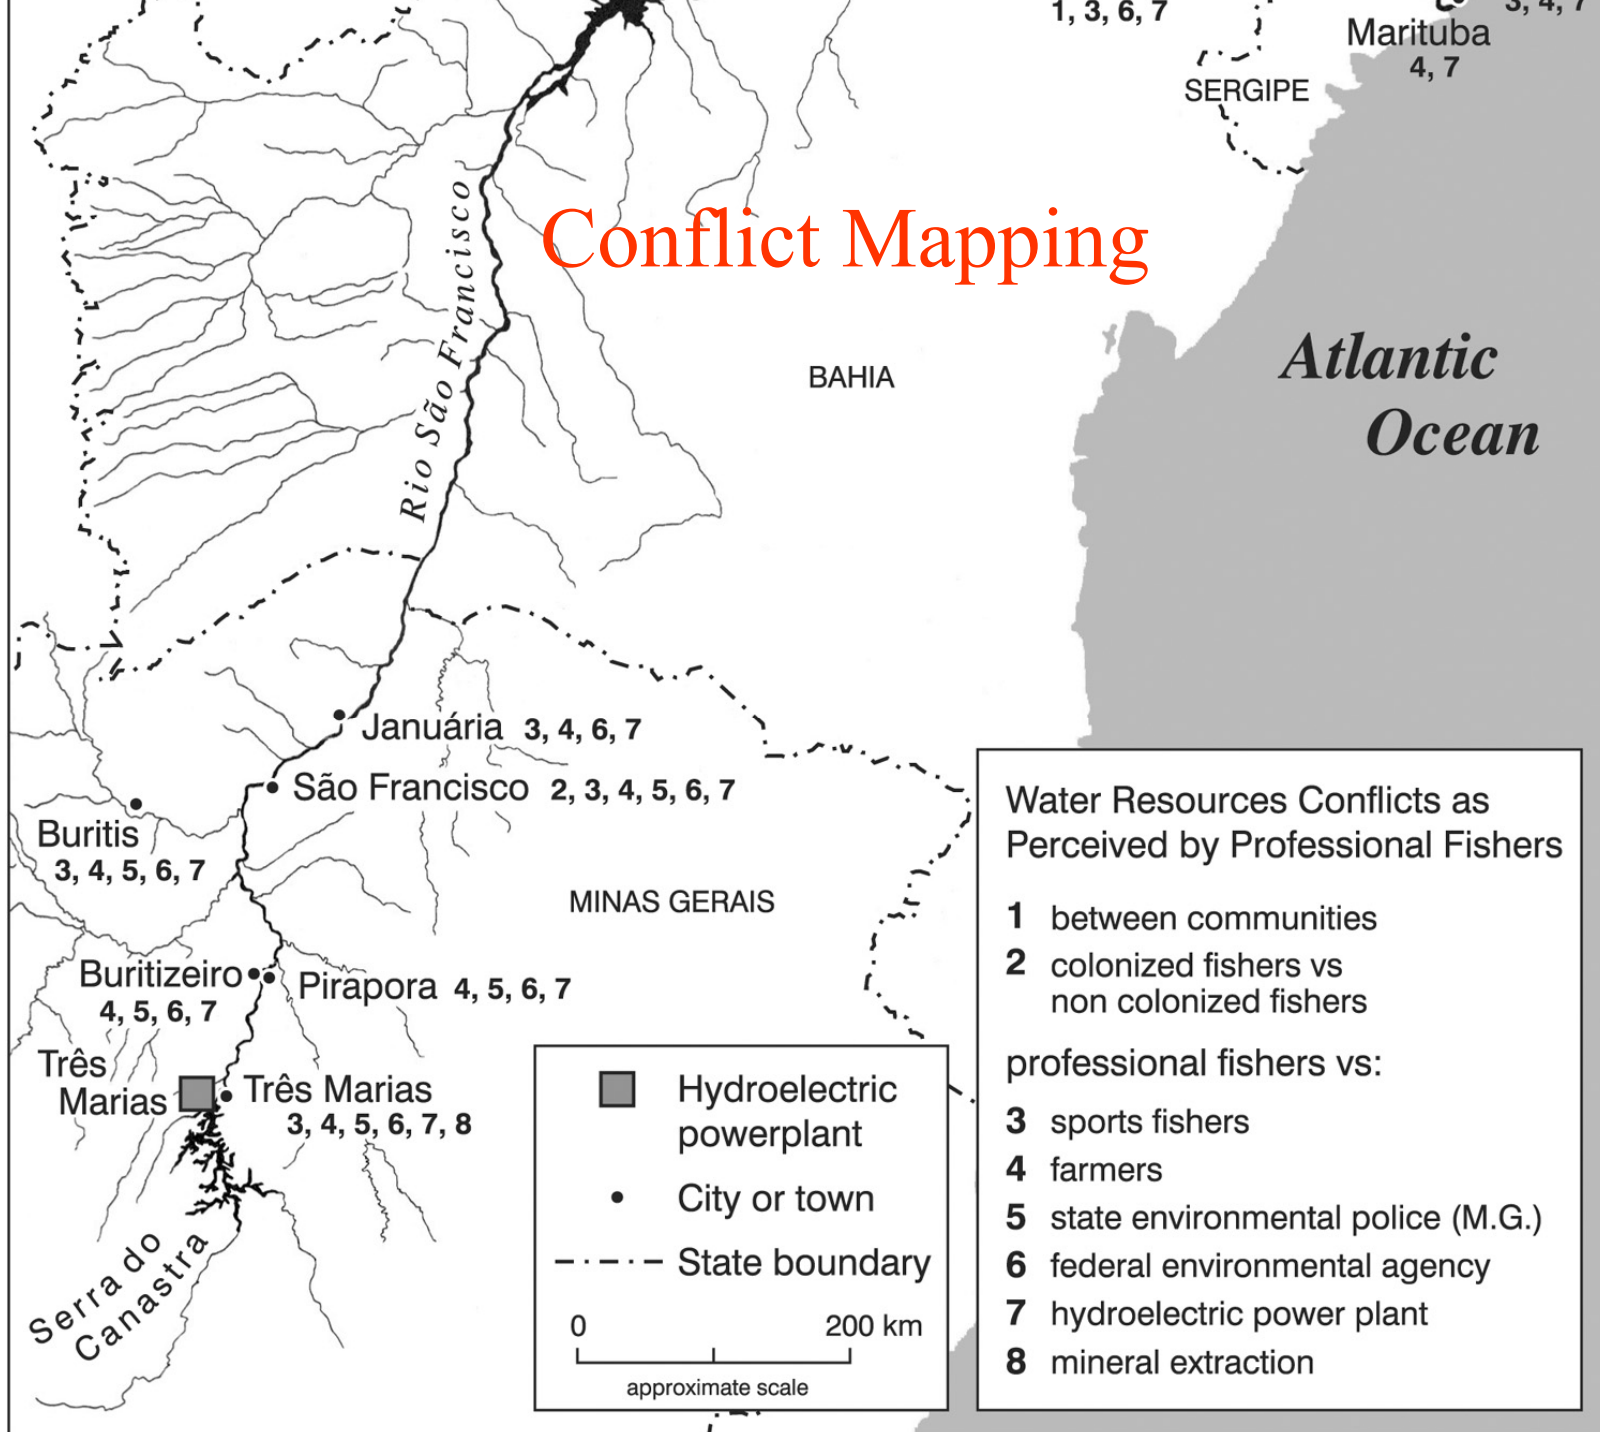 1, 3, 6, 7
3, 4, 7
Marituba
4, 7
SERGIPE
Conflict Mapping
Rio São Francisco
BAHIA
Atlantic
Ocean
Januária 3, 4, 6, 7
São Francisco 2, 3, 4, 5, 6, 7
Buritis
3, 4, 5, 6, 7
MINAS GERAIS
Buritizeiro
4, 5, 6, 7
Pirapora 4, 5, 6, 7
Três
Marias
Três Marias
3, 4, 5, 6, 7, 8
Serra do
Canastra
Hydroelectric
powerplant
City or town
State boundary
0 200 km
approximate scale
Water Resources Conflicts as
Perceived by Professional Fishers
1 between communities
2 colonized fishers vs
non colonized fishers
professional fishers vs:
3 sports fishers
4 farmers
5 state environmental police (M.G.)
6 federal environmental agency
7 hydroelectric power plant
8 mineral extraction